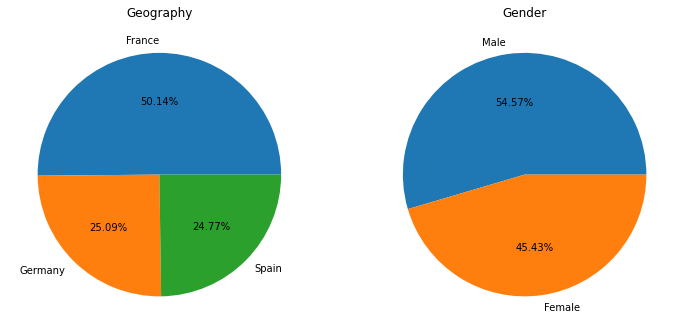 Geography
France
50.14%
25.09%
24.77%
Germany
Spain
Gender
Male
54.57%
45.43%
Female